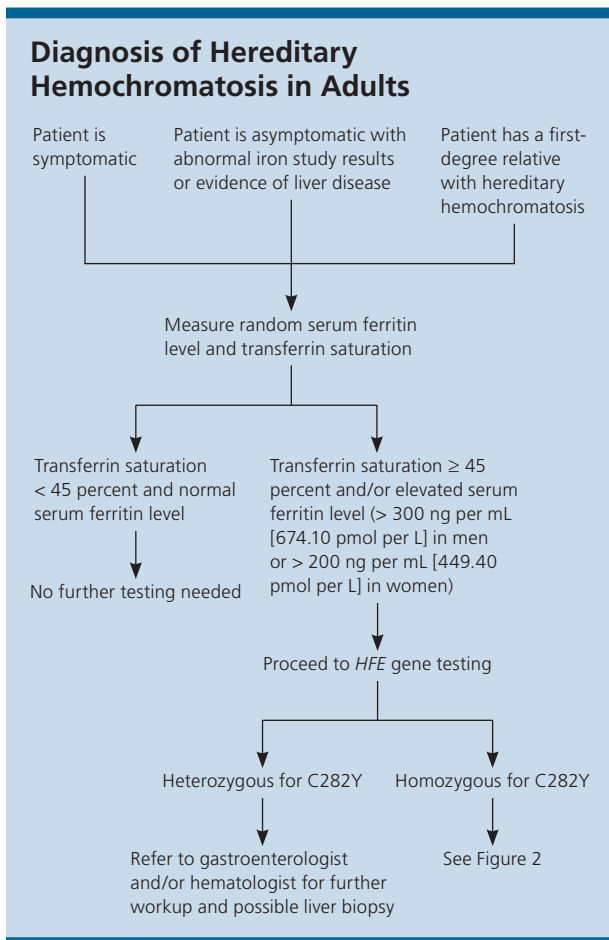 Diagnosis of Hereditary
Hemochromatosis in Adults
Patient is
symptomatic
Patient is asymptomatic with
abnormal iron study results
or evidence of liver disease
Patient has a first-
degree relative
with hereditary
hemochromatosis
Measure random serum ferritin
level and transferrin saturation
Transferrin saturation
< 45 percent and normal
serum ferritin level
No further testing needed
Transferrin saturation ≥ 45
percent and/or elevated serum
ferritin level (> 300 ng per mL
[674.10 pmol per L] in men
or > 200 ng per mL [449.40
pmol per L] in women)
Proceed to HFE gene testing
Heterozygous for C282Y
Refer to gastroenterologist
and/or hematologist for further
workup and possible liver biopsy
Homozygous for C282Y
See Figure 2